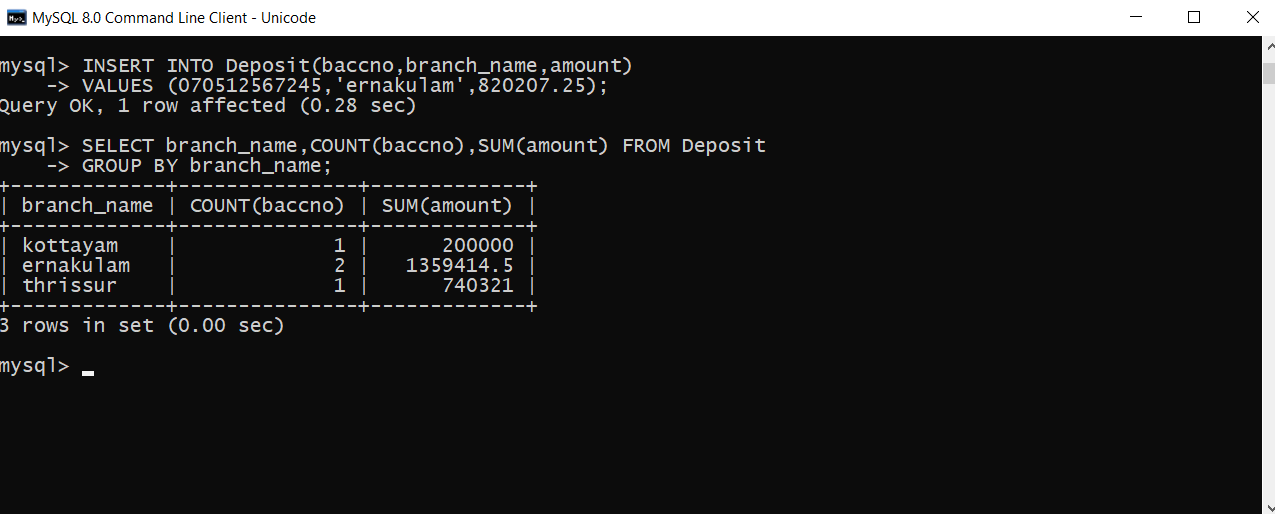 MySQL 8.0 Command Line Client - Unicode
mysql> INSERT INTO Deposit(baccno,branch_name,amount)
    -> VALUES (070512567245,'ernakulam',820207.25);
Query OK, 1 row affected (0.28 sec)
mysql> SELECT branch_name,COUNT(baccno),SUM(amount) FROM Deposit
    -> GROUP BY branch_name;
+-------------+---------------+-------------+
| branch_name | COUNT(baccno) | SUM(amount) |
+-------------+---------------+-------------+
| kottayam    |             1 |      200000 |
| ernakulam   |             2 |   1359414.5 |
| thrissur    |             1 |      740321 |
+-------------+---------------+-------------+
3 rows in set (0.00 sec)
mysql> _